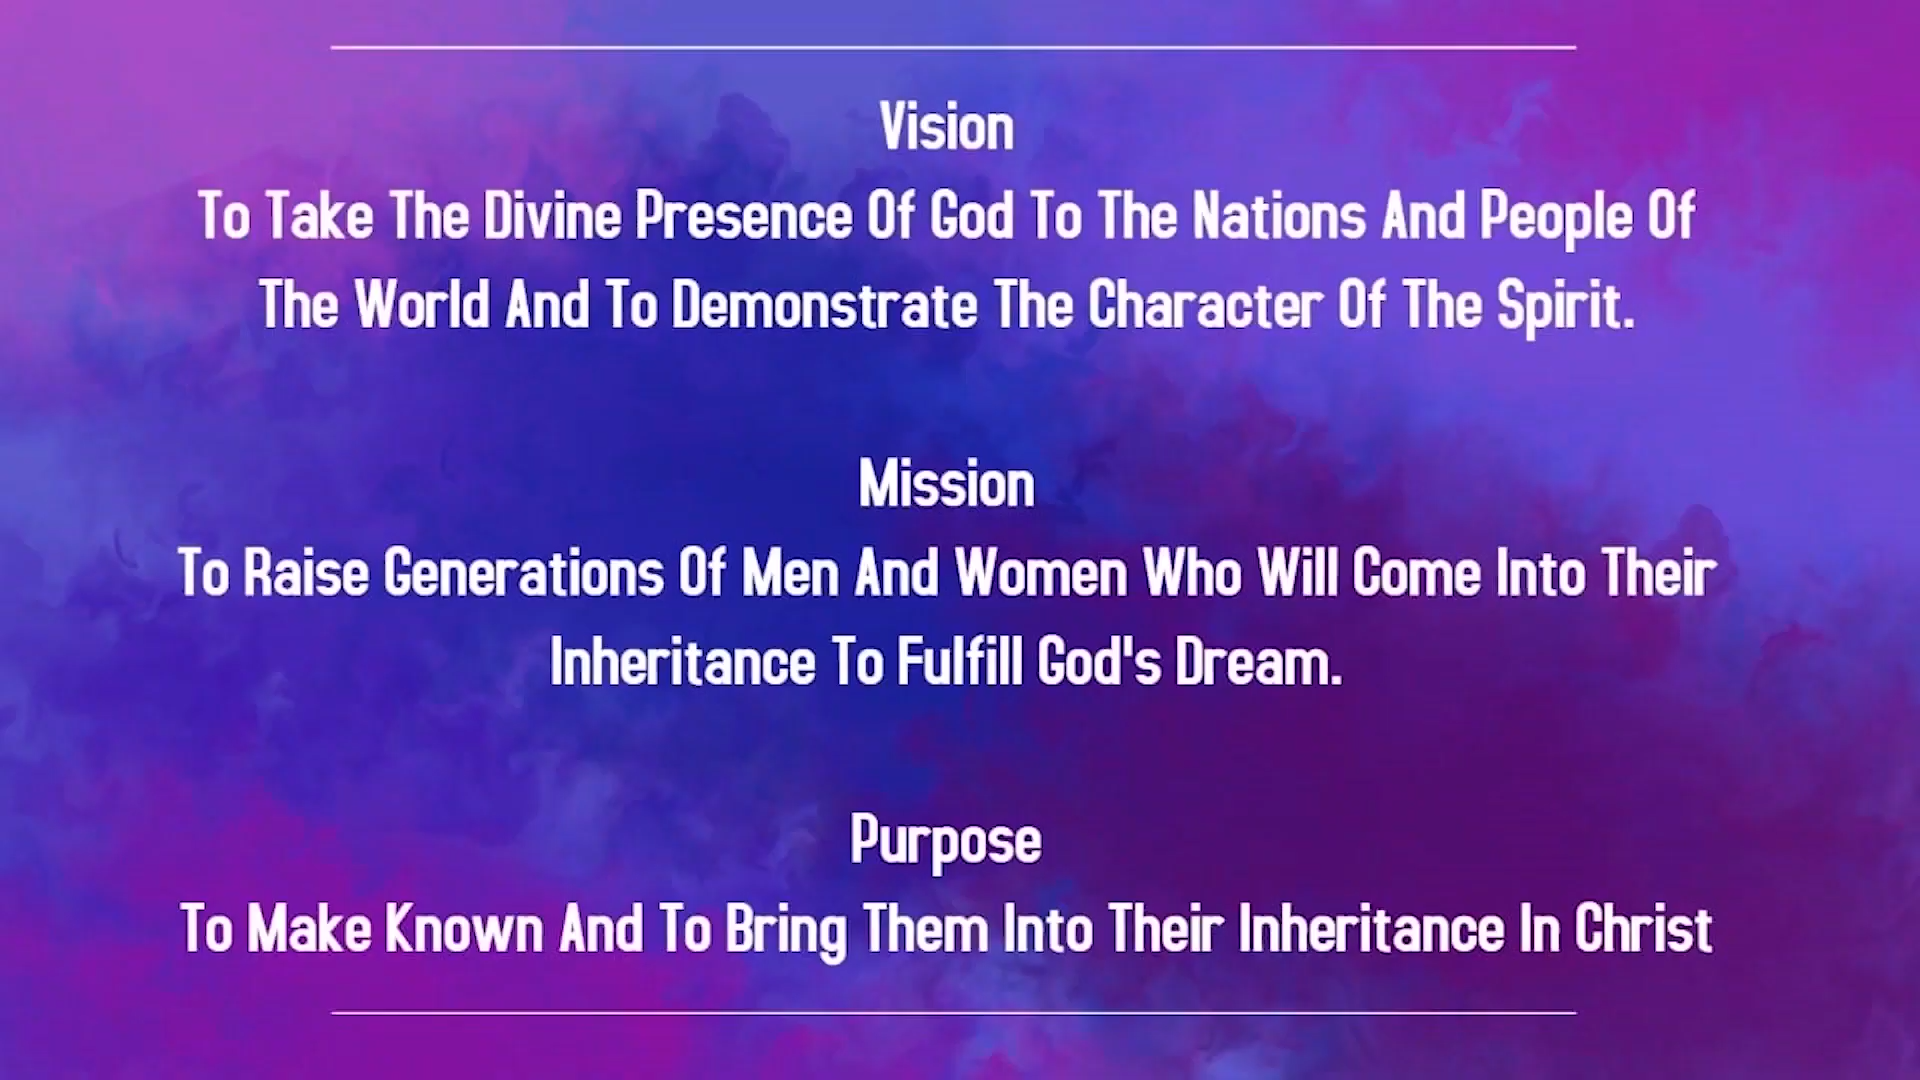 Vision
To Take The Divine Presence Of God To The Nations And People Of
The World And To Demonstrate The Character Of The Spirit.
Mission
To Raise Generations Of Men And Women Who Will Come Into Their
Inheritance To Fulfill God's Dream.
Purpose
To Make Known And To Bring Them Into Their Inheritance In Christ